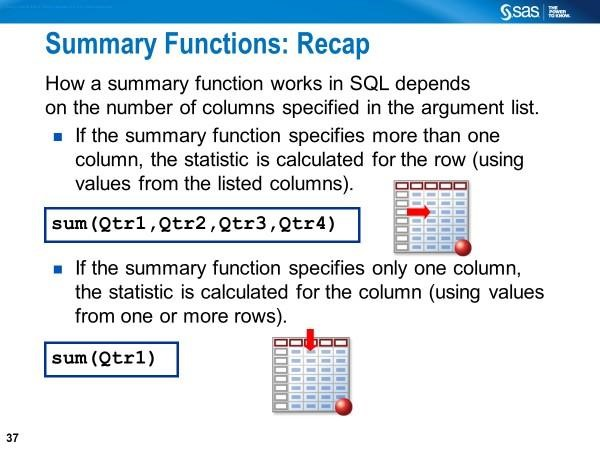 sas THE POWER TO KNOW.
Summary Functions: Recap
How a summary function works in SQL depends
on the number of columns specified in the argument list.
If the summary function specifies more than one
column, the statistic is calculated for the row (using
values from the listed columns).
sum(Qtr1,Qtr2,Qtr3,Qtr4)
If the summary function specifies only one column,
the statistic is calculated for the column (using values
from one or more rows).
sum(Qtr1)
37